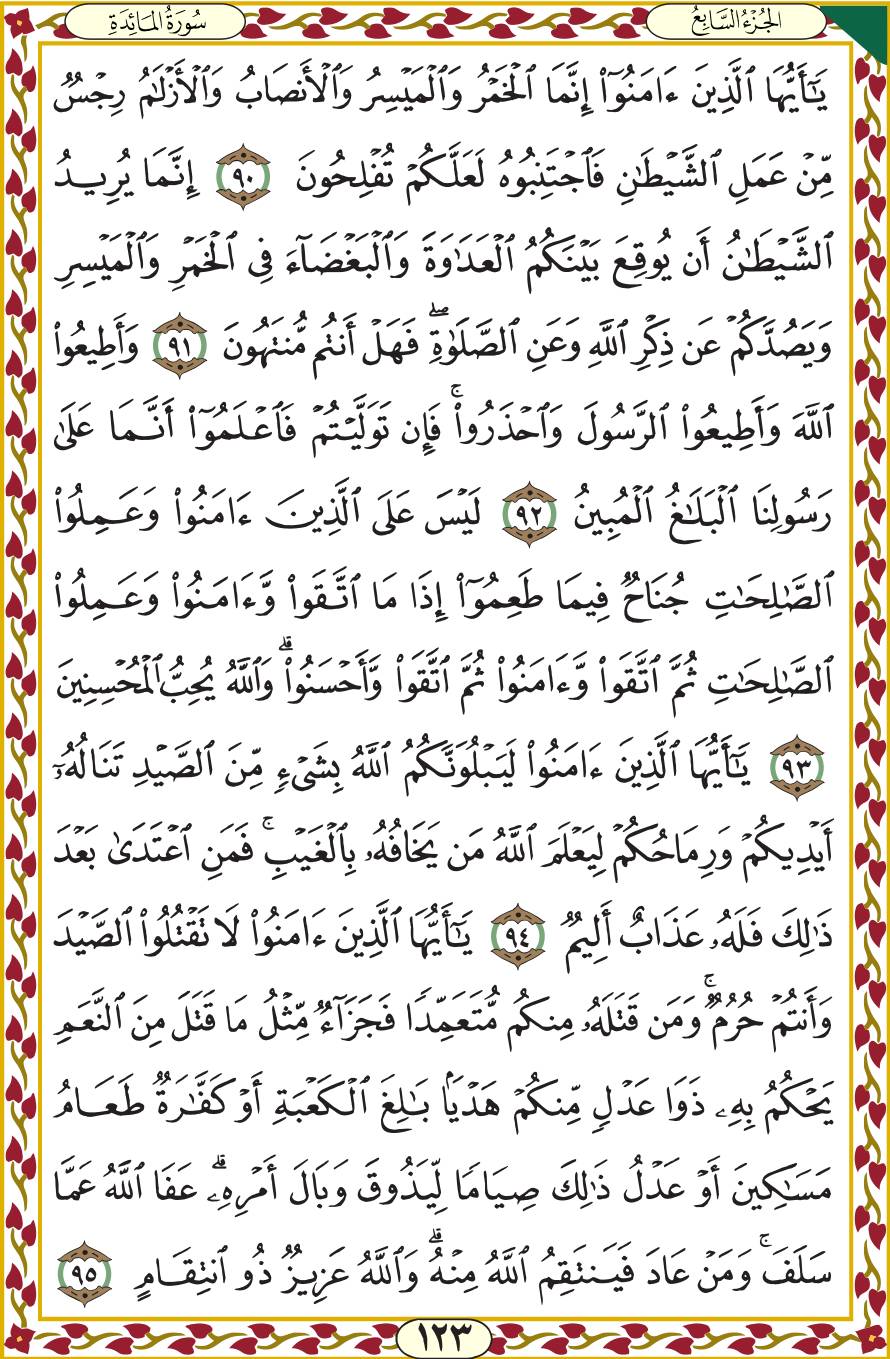 الجُزْءُ السَّابِعُ
سُورَةُ المَائِدَةِ
يَٰٓأَيُّهَا ٱلَّذِينَ ءَامَنُوٓاْ إِنَّمَا ٱلۡخَمۡرُ وَٱلۡمَيۡسِرُ وَٱلۡأَنصَابُ وَٱلۡأَزۡلَٰمُ رِجۡسٞ
مِّنۡ عَمَلِ ٱلشَّيۡطَٰنِ فَٱجۡتَنِبُوهُ لَعَلَّكُمۡ تُفۡلِحُونَ ٩٠ إِنَّمَا يُرِيدُ
ٱلشَّيۡطَٰنُ أَن يُوقِعَ بَيۡنَكُمُ ٱلۡعَدَٰوَةَ وَٱلۡبَغۡضَآءَ فِي ٱلۡخَمۡرِ وَٱلۡمَيۡسِرِ
وَيَصُدَّكُمۡ عَن ذِكۡرِ ٱللَّهِ وَعَنِ ٱلصَّلَوٰةِۖ فَهَلۡ أَنتُم مُّنتَهُونَ ٩١ وَأَطِيعُواْ
ٱللَّهَ وَأَطِيعُواْ ٱلرَّسُولَ وَٱحۡذَرُواْۚ فَإِن تَوَلَّيۡتُمۡ فَٱعۡلَمُوٓاْ أَنَّمَا عَلَىٰ
رَسُولِنَا ٱلۡبَلَٰغُ ٱلۡمُبِينُ ٩٢ لَيۡسَ عَلَى ٱلَّذِينَ ءَامَنُواْ وَعَمِلُواْ
ٱلصَّٰلِحَٰتِ جُنَاحٞ فِيمَا طَعِمُوٓاْ إِذَا مَا ٱتَّقَواْ وَّءَامَنُواْ وَعَمِلُواْ
ٱلصَّٰلِحَٰتِ ثُمَّ ٱتَّقَواْ وَّءَامَنُواْ ثُمَّ ٱتَّقَواْ وَّأَحۡسَنُواْۗ وَٱللَّهُ يُحِبُّ ٱلۡمُحۡسِنِينَ
٩٣ يَٰٓأَيُّهَا ٱلَّذِينَ ءَامَنُواْ لَيَبۡلُوَنَّكُمُ ٱللَّهُ بِشَيۡءٖ مِّنَ ٱلصَّيۡدِ تَنَالُهُۥٓ
أَيۡدِيكُمۡ وَرِمَاحُكُمۡ لِيَعۡلَمَ ٱللَّهُ مَن يَخَافُهُۥ بِٱلۡغَيۡبِۚ فَمَنِ ٱعۡتَدَىٰ بَعۡدَ
ذَٰلِكَ فَلَهُۥ عَذَابٌ أَلِيمٞ ٩٤ يَٰٓأَيُّهَا ٱلَّذِينَ ءَامَنُواْ لَا تَقۡتُلُواْ ٱلصَّيۡدَ
وَأَنتُمۡ حُرُمٞۚ وَمَن قَتَلَهُۥ مِنكُم مُّتَعَمِّدٗا فَجَزَآءٞ مِّثۡلُ مَا قَتَلَ مِنَ ٱلنَّعَمِ
يَحۡكُمُ بِهِۦ ذَوَا عَدۡلٖ مِّنكُمۡ هَدۡيَۢا بَٰلِغَ ٱلۡكَعۡبَةِ أَوۡ كَفَّٰرَةٞ طَعَامُ
مَسَٰكِينَ أَوۡ عَدۡلُ ذَٰلِكَ صِيَامٗا لِّيَذُوقَ وَبَالَ أَمۡرِهِۦۗ عَفَا ٱللَّهُ عَمَّا
سَلَفَۚ وَمَنۡ عَادَ فَيَنتَقِمُ ٱللَّهُ مِنۡهُۗ وَٱللَّهُ عَزِيزٞ ذُو ٱنتِقَامٍ ٩٥
١٢٣